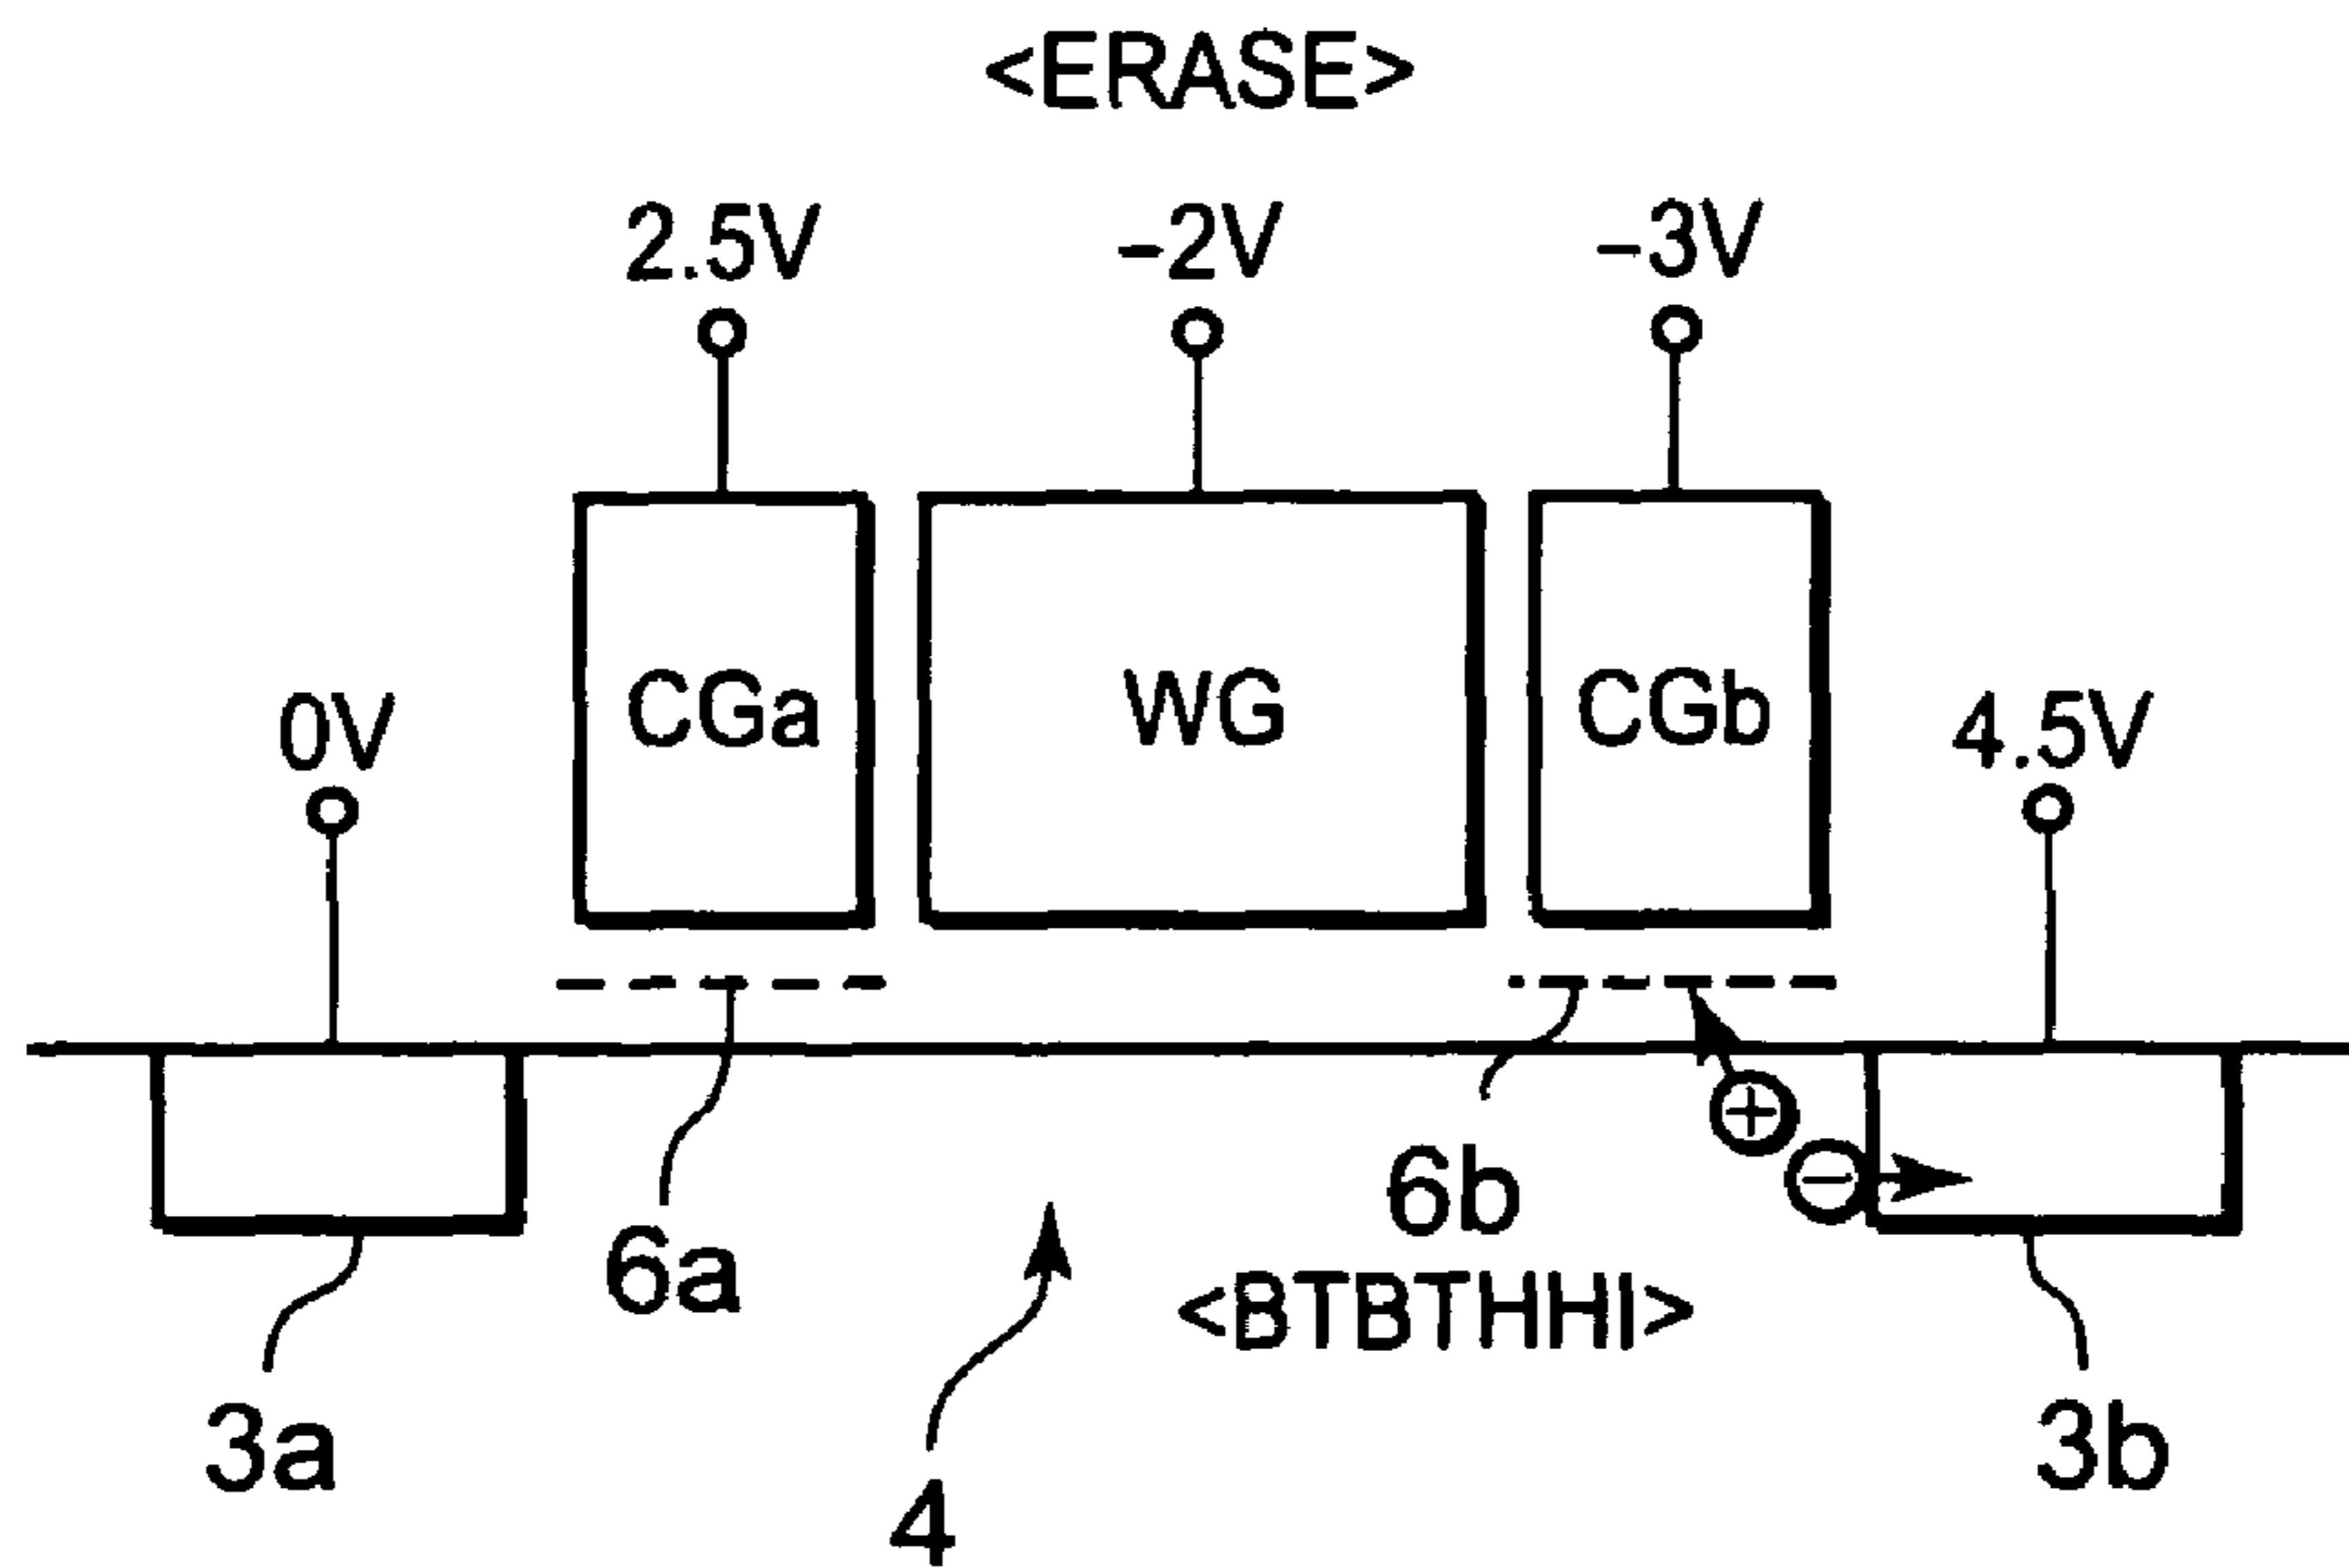 <ERASE>
2.5V
–2V
–3V
CGa
WG
CGb
0V
4.5V
6b
6a
<BTBTHHI>
3a
3b
4